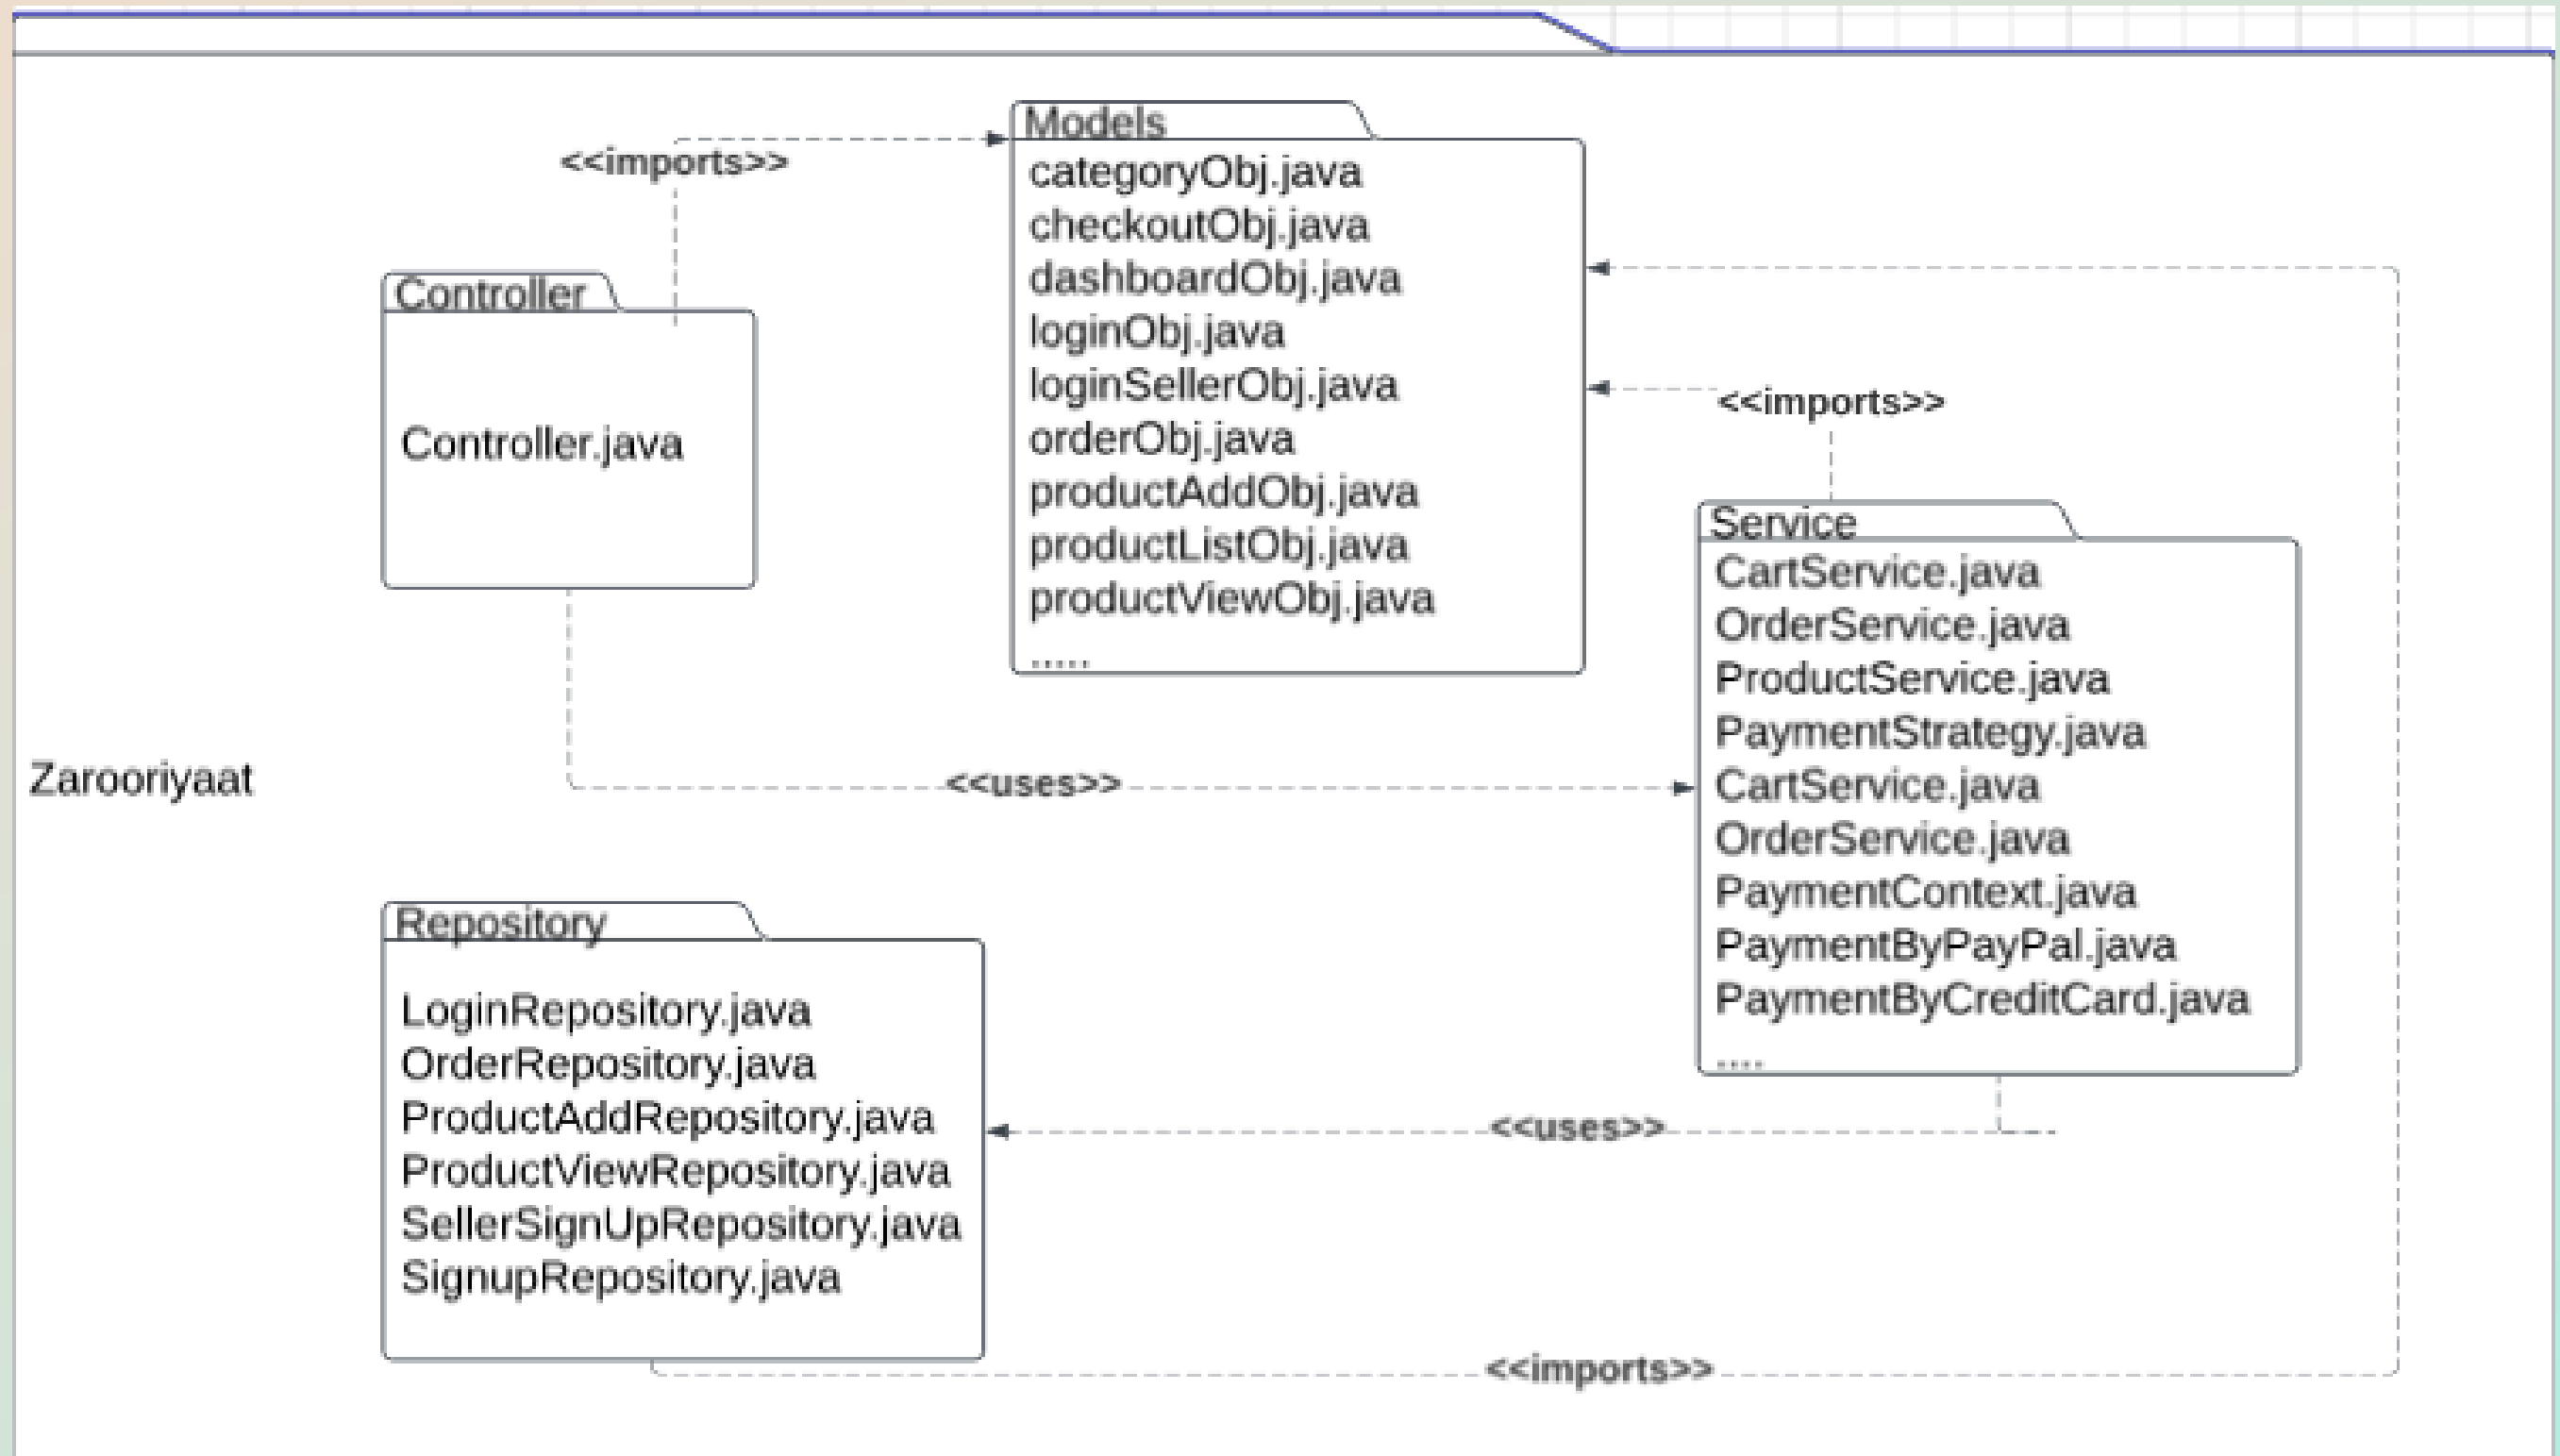 <<imports>>
Models
categoryObj.java
checkoutObj.java
dashboardObj.java
loginObj.java
loginSellerObj.java
orderObj.java
productAddObj.java
productListObj.java
productViewObj.java
.....
Controller
Controller.java
<<imports>>
Service
CartService.java
OrderService.java
ProductService.java
PaymentStrategy.java
CartService.java
OrderService.java
PaymentContext.java
PaymentByPayPal.java
PaymentByCreditCard.java
....
Zarooriyaat
<<uses>>
Repository
LoginRepository.java
OrderRepository.java
ProductAddRepository.java
ProductViewRepository.java
SellerSignUpRepository.java
SignupRepository.java
<<uses>>
<<imports>>